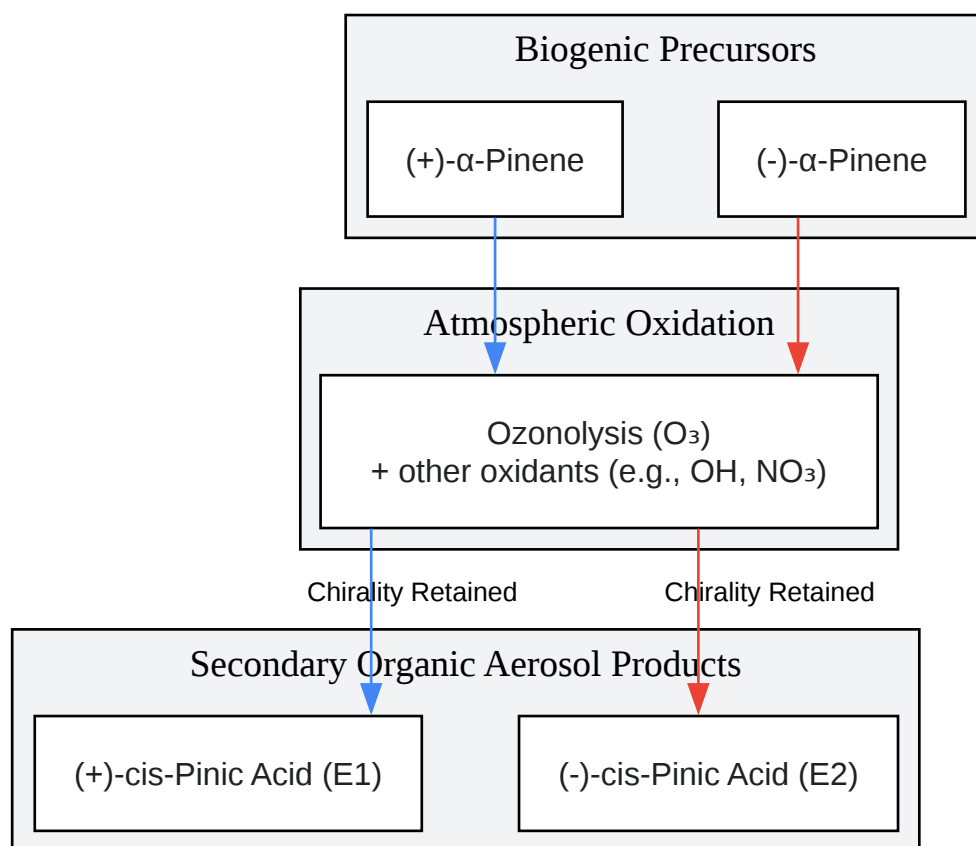 Biogenic Precursors
(+)-α-Pinene
(-)-α-Pinene
Atmospheric Oxidation
Ozonolysis (O₃)
+ other oxidants (e.g., OH, NO₃)
Chirality Retained
Chirality Retained
Secondary Organic Aerosol Products
(+)-cis-Pinic Acid (E1)
(-)-cis-Pinic Acid (E2)